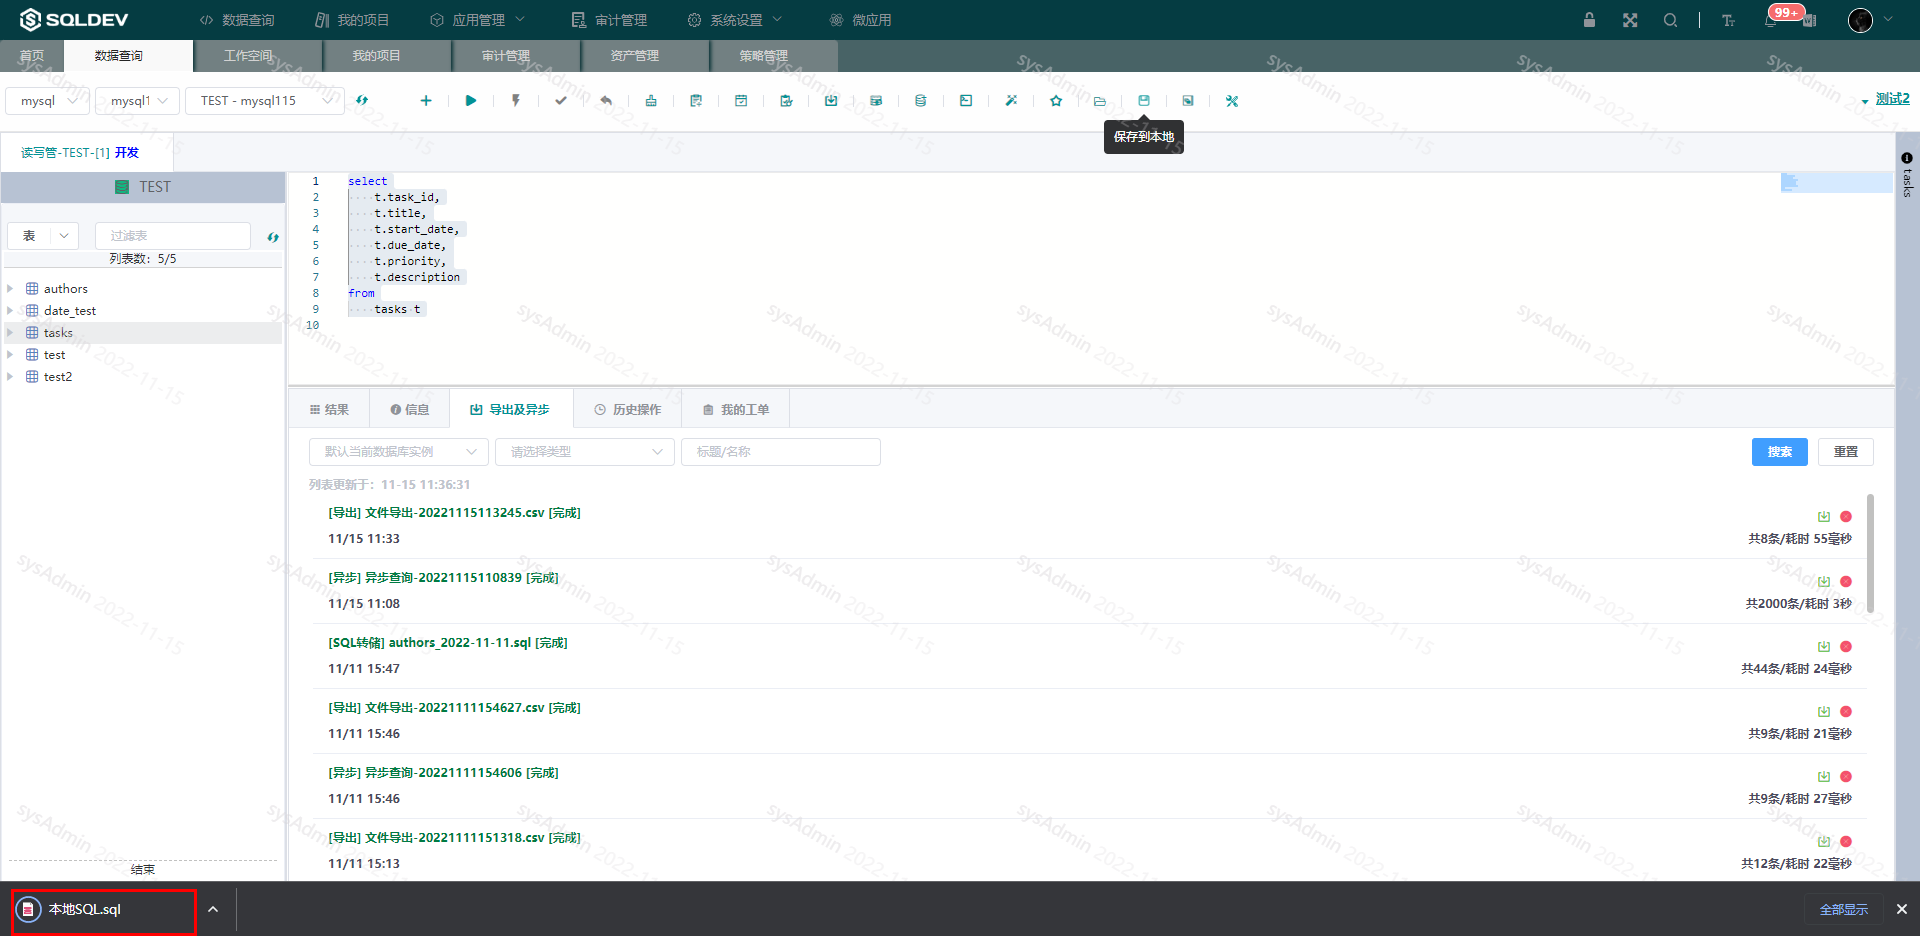 SQLDEV
</> 数据查询
我的项目
应用管理
审计管理
系统设置
微应用
99+
首页
数据查询
工作空间
我的项目
审计管理
资产管理
策略管理
mysql
mysql1
TEST - mysql115
测试2
保存到本地
读写管-TEST-[1] 开发
TEST
表
过滤表
列表数：5/5
authors
date_test
tasks
test
test2
结束
1 select
2 t.task_id,
3 t.title,
4 t.start_date,
5 t.due_date,
6 t.priority,
7 t.description
8 from
9 tasks t
10
tasks
结果
信息
导出及异步
历史操作
我的工单
默认当前数据库实例
请选择类型
标题/名称
搜索
重置
列表更新于：11-15 11:36:31
[导出] 文件导出-20221115113245.csv [完成]
11/15 11:33
共8条/耗时 55毫秒
[异步] 异步查询-20221115110839 [完成]
11/15 11:08
共2000条/耗时 3秒
[SQL转储] authors_2022-11-11.sql [完成]
11/11 15:47
共44条/耗时 24毫秒
[导出] 文件导出-20221111154627.csv [完成]
11/11 15:46
共9条/耗时 21毫秒
[异步] 异步查询-20221111154606 [完成]
11/11 15:46
共9条/耗时 27毫秒
[导出] 文件导出-20221111151318.csv [完成]
11/11 15:13
共12条/耗时 22毫秒
本地SQL.sql
全部显示
sysAdmin 2022-11-15